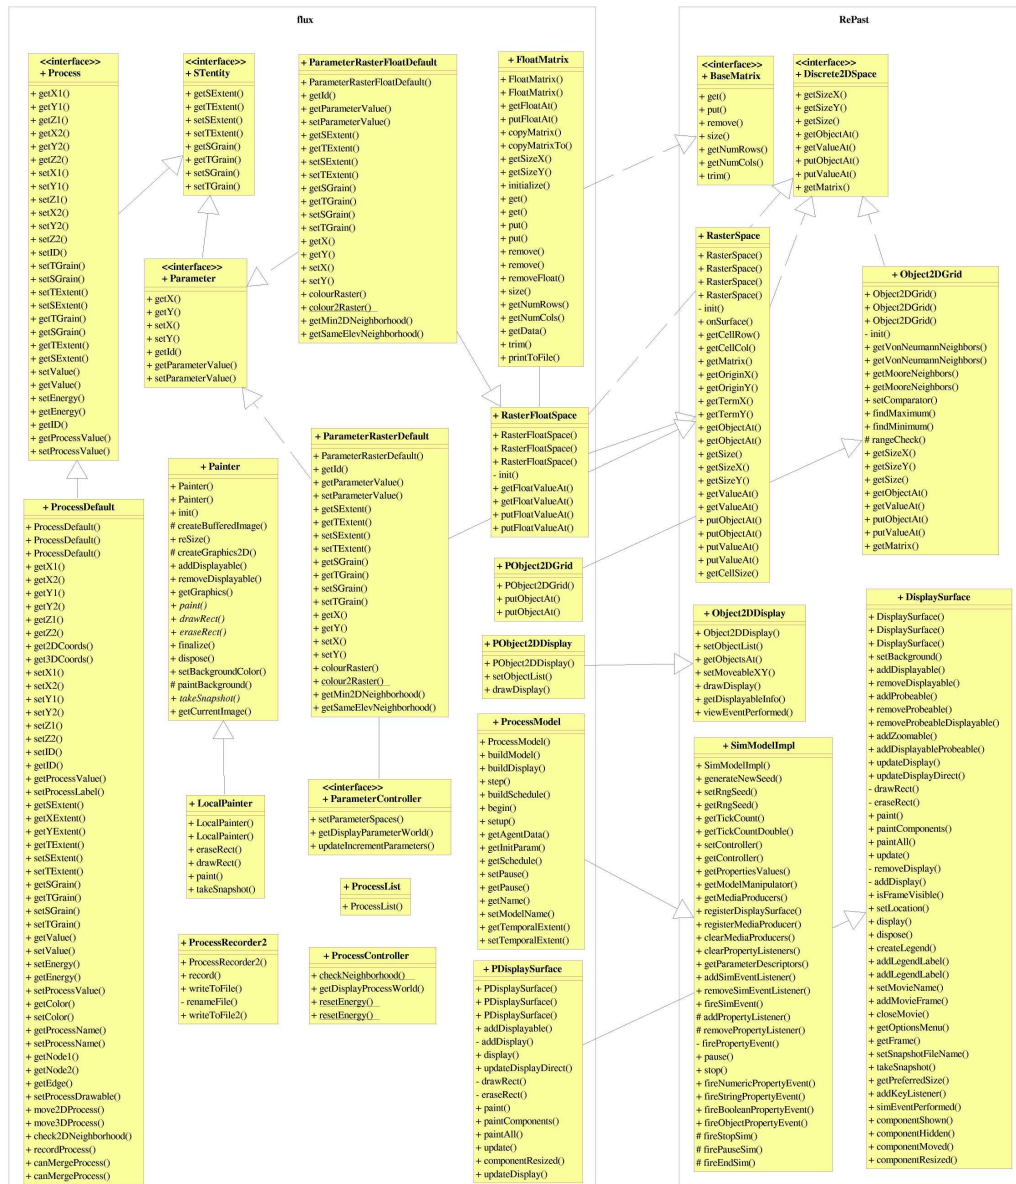 flux
<<interface>>
+ Process
+ getX1()
+ getY1()
+ getZ1()
+ getX2()
+ getY2()
+ getZ2()
+ setX1()
+ setY1()
+ setZ1()
+ setX2()
+ setY2()
+ setZ2()
+ setID()
+ setTGrain()
+ setSGrain()
+ setTExtent()
+ setSExtent()
+ getTGrain()
+ getSGrain()
+ getTExtent()
+ getSExtent()
+ setValue()
+ getValue()
+ setEnergy()
+ getEnergy()
+ getID()
+ getProcessValue()
+ setProcessValue()
<<interface>>
+ STentity
+ getSExtent()
+ getTExtent()
+ setSExtent()
+ setTExtent()
+ getSGrain()
+ getTGrain()
+ setSGrain()
+ setTGrain()
<<interface>>
+ Parameter
+ getX()
+ getY()
+ setX()
+ setY()
+ getId()
+ getParameterValue()
+ setParameterValue()
+ ParameterRasterFloatDefault
+ ParameterRasterFloatDefault()
+ getId()
+ getParameterValue()
+ setParameterValue()
+ getSExtent()
+ getTExtent()
+ setSExtent()
+ setTExtent()
+ getSGrain()
+ getTGrain()
+ setSGrain()
+ setTGrain()
+ getX()
+ getY()
+ setX()
+ setY()
+ colourRaster()
+ colour2Raster()
+ getMin2DNeighborhood()
+ getSameElevNeighborhood()
+ FloatMatrix
+ FloatMatrix()
+ FloatMatrix()
+ getFloatAt()
+ putFloatAt()
+ copyMatrix()
+ copyMatrixTo()
+ getSizeX()
+ getSizeY()
+ initialize()
+ get()
+ get()
+ put()
+ put()
+ remove()
+ remove()
+ removeFloat()
+ size()
+ getNumRows()
+ getNumCols()
+ getData()
+ trim()
+ printToFile()
+ RasterFloatSpace
+ RasterFloatSpace()
+ RasterFloatSpace()
+ RasterFloatSpace()
- init()
+ getFloatValueAt()
+ getFloatValueAt()
+ putFloatValueAt()
+ putFloatValueAt()
+ ProcessDefault
+ ProcessDefault()
+ ProcessDefault()
+ ProcessDefault()
+ getX1()
+ getX2()
+ getY1()
+ getY2()
+ getZ1()
+ getZ2()
+ get2DCoords()
+ get3DCoords()
+ setX1()
+ setX2()
+ setY1()
+ setY2()
+ setZ1()
+ setZ2()
+ setID()
+ getID()
+ getProcessValue()
+ setProcessLabel()
+ getSExtent()
+ getXExtent()
+ getYExtent()
+ getTExtent()
+ setSExtent()
+ setTExtent()
+ getSGrain()
+ getTGrain()
+ setSGrain()
+ setTGrain()
+ getValue()
+ setValue()
+ setEnergy()
+ getEnergy()
+ setProcessValue()
+ getColor()
+ setColor()
+ getProcessName()
+ setProcessName()
+ getNode1()
+ getNode2()
+ getEdge()
+ setProcessDrawable()
+ move2DProcess()
+ move3DProcess()
+ check2DNeighborhood()
+ recordProcess()
+ canMergeProcess()
+ canMergeProcess()
+ Painter
+ Painter()
+ Painter()
+ init()
# createBufferedImage()
+ reSize()
# createGraphics2D()
+ addDisplayable()
+ removeDisplayable()
+ getGraphics()
+ paint()
+ drawRect()
+ eraseRect()
+ finalize()
+ dispose()
+ setBackgroundColor()
# paintBackground()
+ takeSnapshot()
+ getCurrentImage()
+ LocalPainter
+ LocalPainter()
+ LocalPainter()
+ eraseRect()
+ drawRect()
+ paint()
+ takeSnapshot()
+ ProcessRecorder2
+ ProcessRecorder2()
+ record()
+ writeToFile()
- renameFile()
+ writeToFile2()
+ ParameterRasterDefault
+ ParameterRasterDefault()
+ getId()
+ getParameterValue()
+ setParameterValue()
+ getSExtent()
+ getTExtent()
+ setSExtent()
+ setTExtent()
+ getSGrain()
+ getTGrain()
+ setSGrain()
+ setTGrain()
+ getX()
+ getY()
+ setX()
+ setY()
+ colourRaster()
+ colour2Raster()
+ getMin2DNeighborhood()
+ getSameElevNeighborhood()
<<interface>>
+ ParameterController
+ setParameterSpaces()
+ getDisplayParameterWorld()
+ updateIncrementParameters()
+ ProcessList
+ ProcessList()
+ ProcessController
+ checkNeighborhood()
+ getDisplayProcessWorld()
+ resetEnergy()
+ resetEnergy()
+ PObject2DGrid
+ PObject2DGrid()
+ putObjectAt()
+ putObjectAt()
+ PObject2DDisplay
+ PObject2DDisplay()
+ setObjectList()
+ drawDisplay()
+ ProcessModel
+ ProcessModel()
+ buildModel()
+ buildDisplay()
+ step()
+ buildSchedule()
+ begin()
+ setup()
+ getAgentData()
+ getInitParam()
+ getSchedule()
+ setPause()
+ getPause()
+ getName()
+ setModelName()
+ getTemporalExtent()
+ setTemporalExtent()
+ PDisplaySurface
+ PDisplaySurface()
+ PDisplaySurface()
+ PDisplaySurface()
+ addDisplayable()
- addDisplay()
+ display()
+ updateDisplayDirect()
- drawRect()
- eraseRect()
+ paint()
+ paintComponents()
+ paintAll()
+ update()
+ componentResized()
+ updateDisplay()
RePast
<<interface>>
+ BaseMatrix
+ get()
+ put()
+ remove()
+ size()
+ getNumRows()
+ getNumCols()
+ trim()
<<interface>>
+ Discrete2DSpace
+ getSizeX()
+ getSizeY()
+ getSize()
+ getObjectAt()
+ getValueAt()
+ putObjectAt()
+ putValueAt()
+ getMatrix()
+ RasterSpace
+ RasterSpace()
+ RasterSpace()
+ RasterSpace()
+ RasterSpace()
- init()
+ onSurface()
+ getCellRow()
+ getCellCol()
+ getMatrix()
+ getOriginX()
+ getOriginY()
+ getTermX()
+ getTermY()
+ getObjectAt()
+ getObjectAt()
+ getSize()
+ getSizeX()
+ getSizeY()
+ getValueAt()
+ getValueAt()
+ putObjectAt()
+ putObjectAt()
+ putValueAt()
+ putValueAt()
+ getCellSize()
+ Object2DGrid
+ Object2DGrid()
+ Object2DGrid()
+ Object2DGrid()
- init()
+ getVonNeumannNeighbors()
+ getVonNeumannNeighbors()
+ getMooreNeighbors()
+ getMooreNeighbors()
+ setComparator()
+ findMaximum()
+ findMinimum()
# rangeCheck()
+ getSizeX()
+ getSizeY()
+ getSize()
+ getObjectAt()
+ getValueAt()
+ putObjectAt()
+ putValueAt()
+ getMatrix()
+ Object2DDisplay
+ Object2DDisplay()
+ setObjectList()
+ getObjectsAt()
+ setMoveableXY()
+ drawDisplay()
+ getDisplayableInfo()
+ viewEventPerformed()
+ SimModelImpl
+ SimModelImpl()
+ generateNewSeed()
+ setRngSeed()
+ getRngSeed()
+ getTickCount()
+ getTickCountDouble()
+ setController()
+ getController()
+ getPropertiesValues()
+ getModelManipulator()
+ getMediaProducers()
+ registerDisplaySurface()
+ registerMediaProducer()
+ clearMediaProducers()
+ clearPropertyListeners()
+ getParameterDescriptors()
+ addSimEventListener()
+ removeSimEventListener()
+ fireSimEvent()
# addPropertyListener()
# removePropertyListener()
- firePropertyEvent()
+ pause()
+ stop()
+ fireNumericPropertyEvent()
+ fireStringPropertyEvent()
+ fireBooleanPropertyEvent()
+ fireObjectPropertyEvent()
# fireStopSim()
# firePauseSim()
# fireEndSim()
+ DisplaySurface
+ DisplaySurface()
+ DisplaySurface()
+ DisplaySurface()
+ setBackground()
+ addDisplayable()
+ removeDisplayable()
+ addProbeable()
+ removeProbeable()
+ removeProbeableDisplayable()
+ addZoomable()
+ addDisplayableProbeable()
+ updateDisplay()
+ updateDisplayDirect()
- drawRect()
- eraseRect()
+ paint()
+ paintComponents()
+ paintAll()
+ update()
- removeDisplay()
- addDisplay()
+ isFrameVisible()
+ setLocation()
+ display()
+ dispose()
+ createLegend()
+ addLegendLabel()
+ addLegendLabel()
+ setMovieName()
+ addMovieFrame()
+ closeMovie()
+ getOptionsMenu()
+ getFrame()
+ setSnapshotFileName()
+ takeSnapshot()
+ getPreferredSize()
+ addKeyListener()
+ simEventPerformed()
+ componentShown()
+ componentHidden()
+ componentMoved()
+ componentResized()